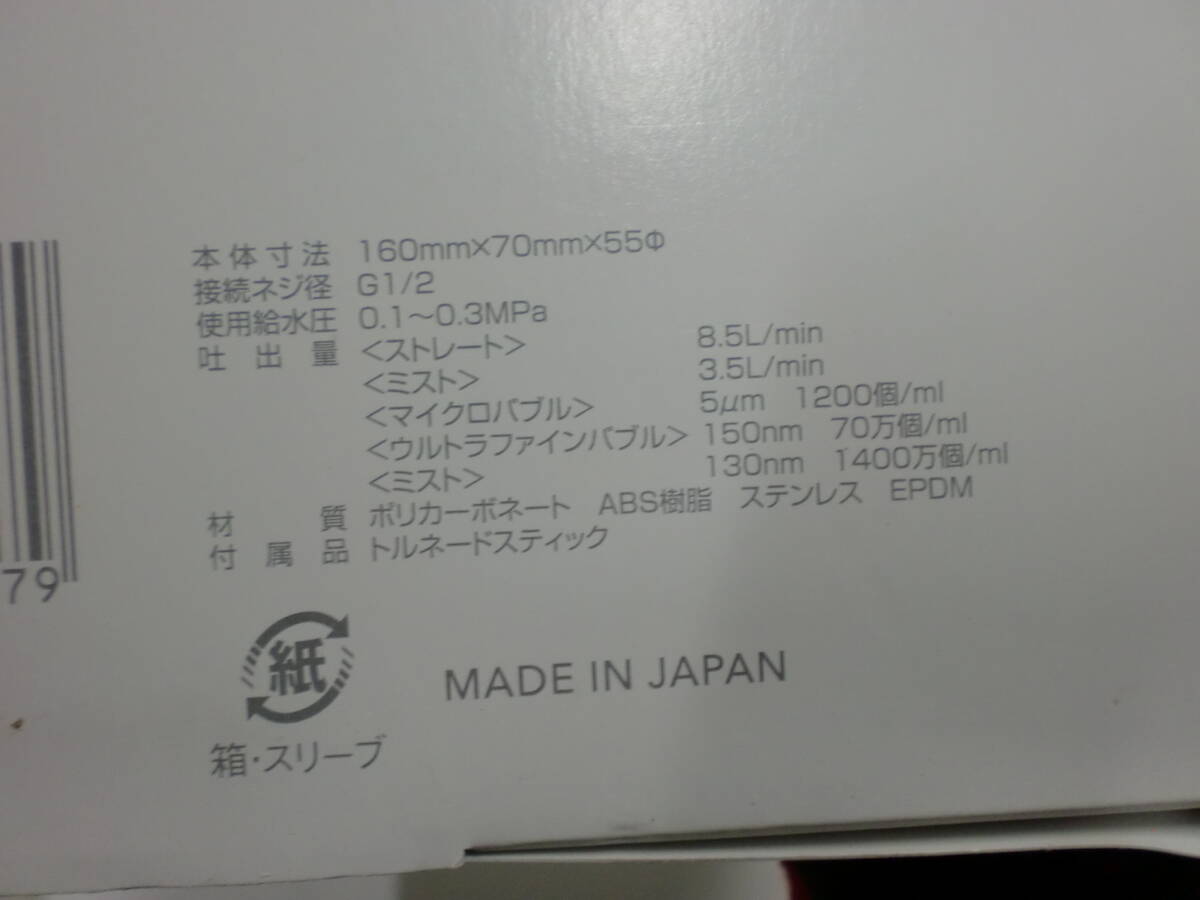 本体寸法 160mm×70mm×55Φ
接続ネジ径 G1/2
使用給水圧 0.1〜0.3MPa
吐出量 <ストレート> 8.5L/min
<ミスト> 3.5L/min
<マイクロバブル> 5μm 1200個/ml
<ウルトラファインバブル> 150nm 70万個/ml
<ミスト> 130nm 1400万個/ml
材質 ポリカーボネート ABS樹脂 ステンレス EPDM
付属品 トルネードスティック
79
紙
MADE IN JAPAN
箱・スリーブ